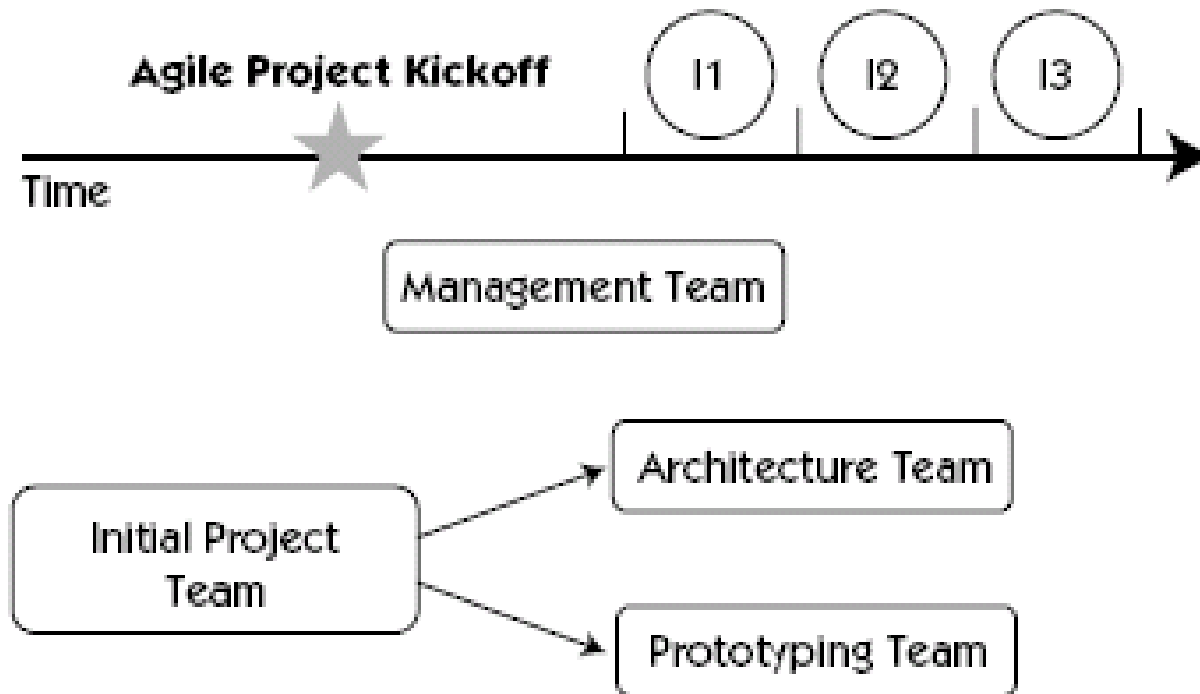 Agile Project Kickoff
I1
I2
I3
Time
Management Team
Architecture Team
Initial Project
Team
Prototyping Team